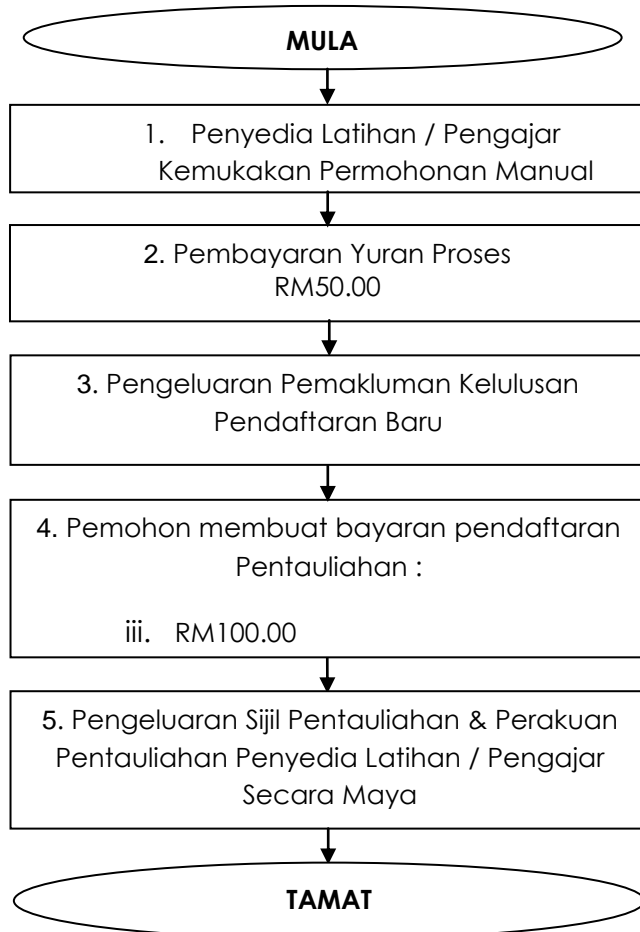 MULA
1. Penyedia Latihan / Pengajar
Kemukakan Permohonan Manual
2. Pembayaran Yuran Proses
RM50.00
3. Pengeluaran Pemakluman Kelulusan
Pendaftaran Baru
4. Pemohon membuat bayaran pendaftaran
Pentauliahan :
iii. RM100.00
5. Pengeluaran Sijil Pentauliahan & Perakuan
Pentauliahan Penyedia Latihan / Pengajar
Secara Maya
TAMAT